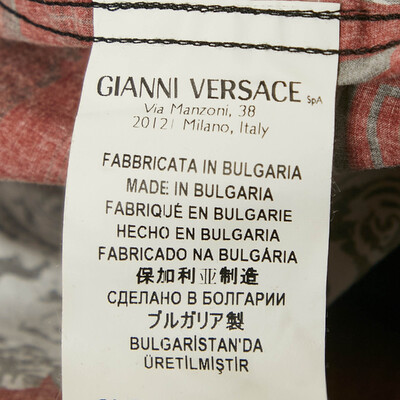 GIANNI VERSACE SpA
Via Manzoni, 38
20121 Milano, Italy
FABBRICATA IN BULGARIA
MADE IN BULGARIA
FABRIQUÉ EN BULGARIE
HECHO EN BULGARIA
FABRICADO NA BULGÁRIA
保加利亚制造
СДЕЛАНО В БОЛГАРИИ
ブルガリア製
BULGARİSTAN'DA
ÜRETİLMİŞTİR